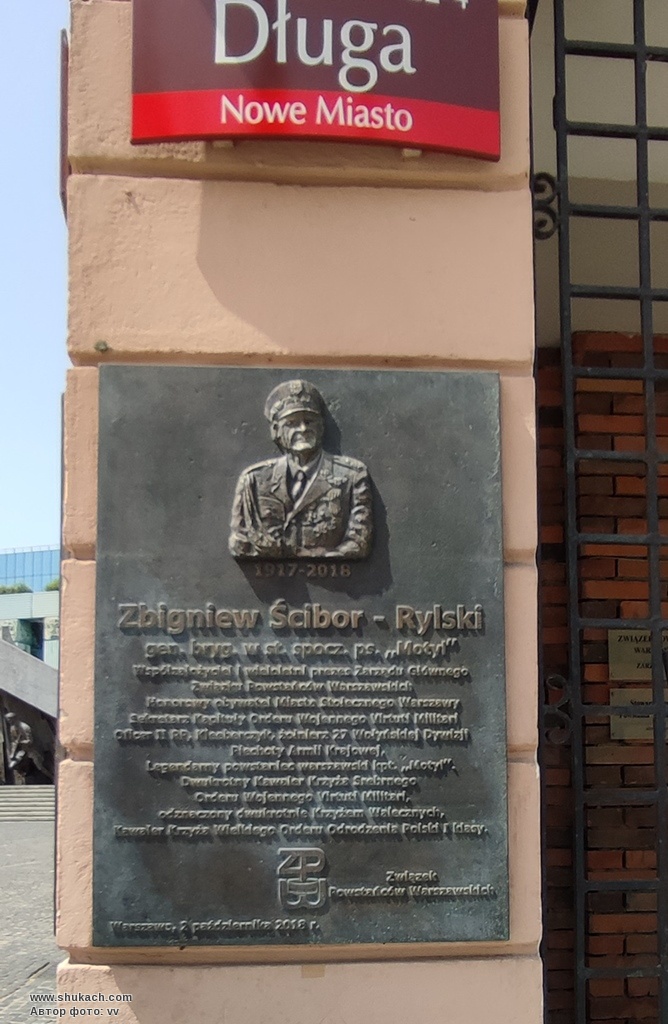 Długa
Nowe Miasto
1917-2018
Zbigniew Ścibor - Rylski
gen. bryg. w st. spocz. ps. „Motyl”
Współzałożyciel i wieloletni prezes Zarządu Głównego
Związku Powstańców Warszawskich
Honorowy obywatel Miasta Stołecznego Warszawy
Sekretarz Kapituły Orderu Wojennego Virtuti Militari
Oficer II RP, Kleeberczyk, żołnierz 27 Wołyńskiej Dywizji
Piechoty Armii Krajowej,
Legendarny powstaniec warszawski kpt. „Motyl”.
Dwukrotny Kawaler Krzyża Srebrnego
Orderu Wojennego Virtuti Militari,
odznaczony dwukrotnie Krzyżem Walecznych,
Kawaler Krzyża Wielkiego Orderu Odrodzenia Polski I klasy.
Związek
Powstańców Warszawskich
Warszawa, 2 października 2018 r.
www.shukach.com
Автор фото: vv